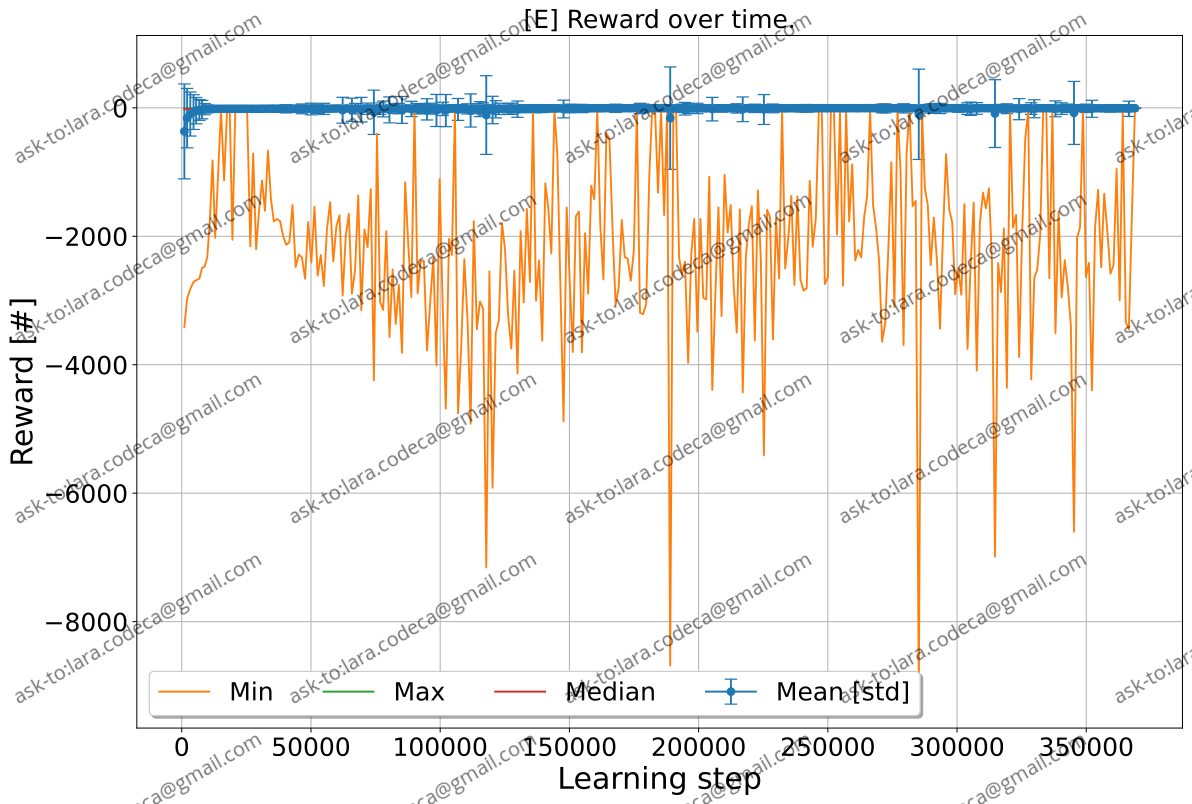 [E] Reward over time.
Reward [#]
0
−2000
−4000
−6000
−8000
Min Max Median Mean [std]
0 50000 100000 150000 200000 250000 300000 350000
Learning step
ask-to:lara.codeca@gmail.com